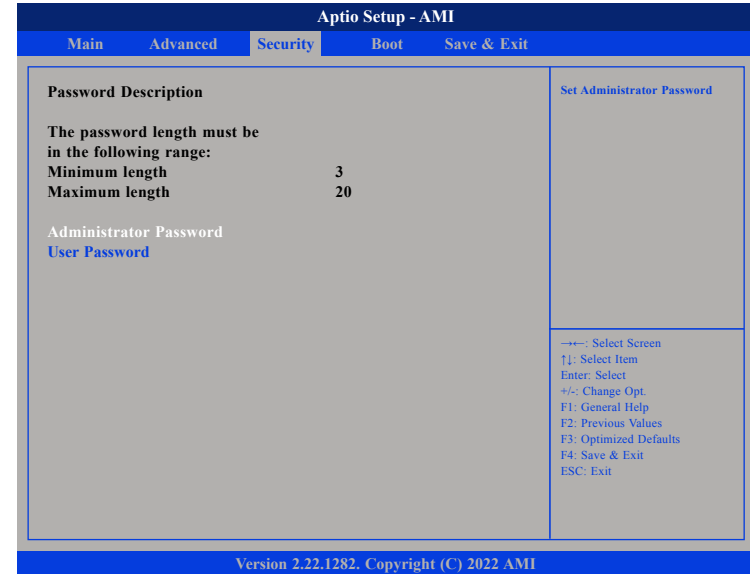 Aptio Setup - AMI
Main Advanced Security Boot Save & Exit
Password Description
The password length must be
in the following range:
Minimum length 3
Maximum length 20
Administrator Password
User Password
Set Administrator Password
→←: Select Screen
↑↓: Select Item
Enter: Select
+/-: Change Opt.
F1: General Help
F2: Previous Values
F3: Optimized Defaults
F4: Save & Exit
ESC: Exit
Version 2.22.1282. Copyright (C) 2022 AMI